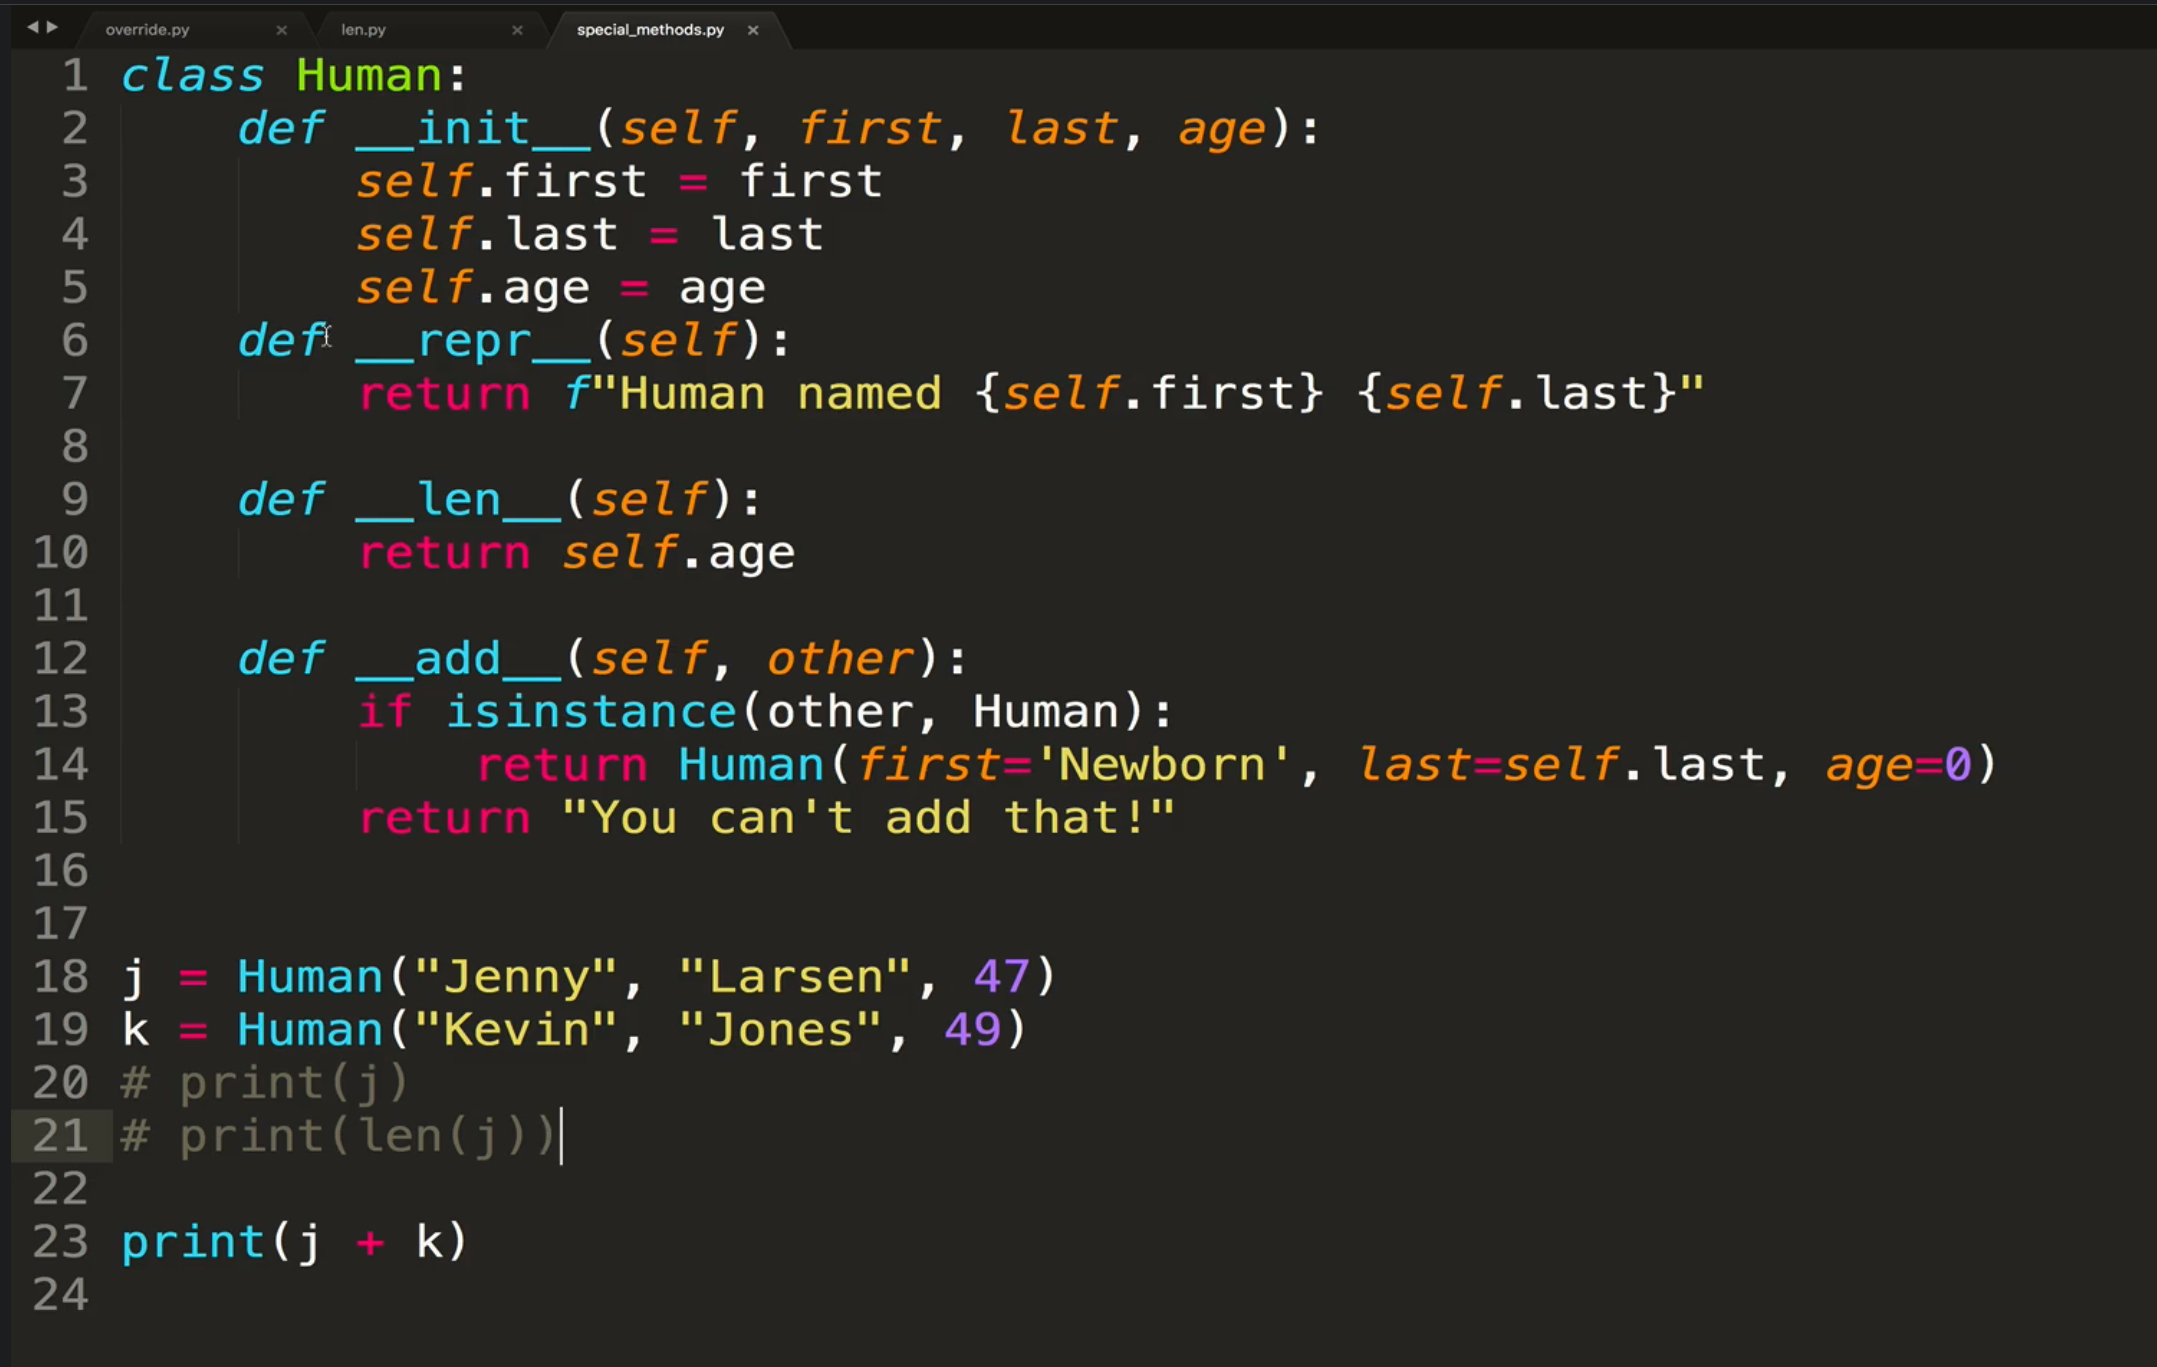 override.py × len.py × special_methods.py ×
1 class Human:
2     def __init__(self, first, last, age):
3         self.first = first
4         self.last = last
5         self.age = age
6     def __repr__(self):
7         return f"Human named {self.first} {self.last}"
8
9     def __len__(self):
10         return self.age
11
12     def __add__(self, other):
13         if isinstance(other, Human):
14             return Human(first='Newborn', last=self.last, age=0)
15         return "You can't add that!"
16
17
18 j = Human("Jenny", "Larsen", 47)
19 k = Human("Kevin", "Jones", 49)
20 # print(j)
21 # print(len(j))
22
23 print(j + k)
24